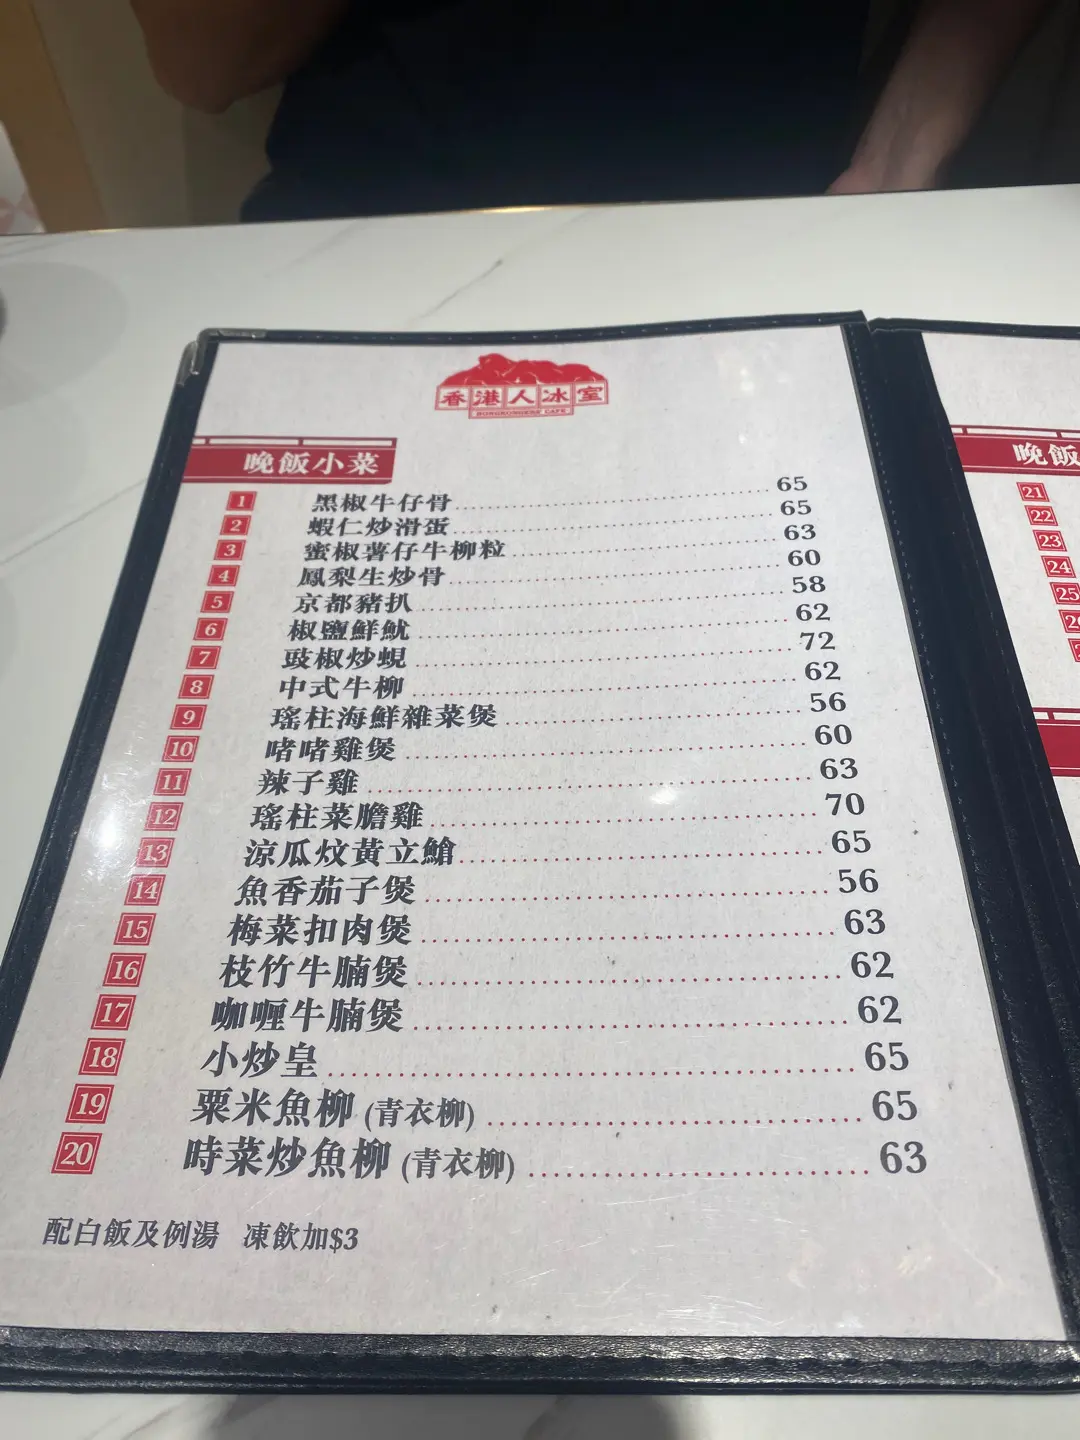 香港人冰室
HONGKONGERS' CAFE
晚飯小菜
1 黑椒牛仔骨 65
2 蝦仁炒滑蛋 65
3 蜜椒薯仔牛柳粒 63
4 鳳梨生炒骨 60
5 京都豬扒 58
6 椒鹽鮮魷 62
7 豉椒炒蜆 72
8 中式牛柳 62
9 瑤柱海鮮雜菜煲 56
10 啫啫雞煲 60
11 辣子雞 63
12 瑤柱菜膽雞 70
13 涼瓜炆黃立鱠 65
14 魚香茄子煲 56
15 梅菜扣肉煲 63
16 枝竹牛腩煲 62
17 咖喱牛腩煲 62
18 小炒皇 65
19 粟米魚柳 (青衣柳) 65
20 時菜炒魚柳 (青衣柳) 63
配白飯及例湯 凍飲加$3
晚飯
21
22
23
24
25